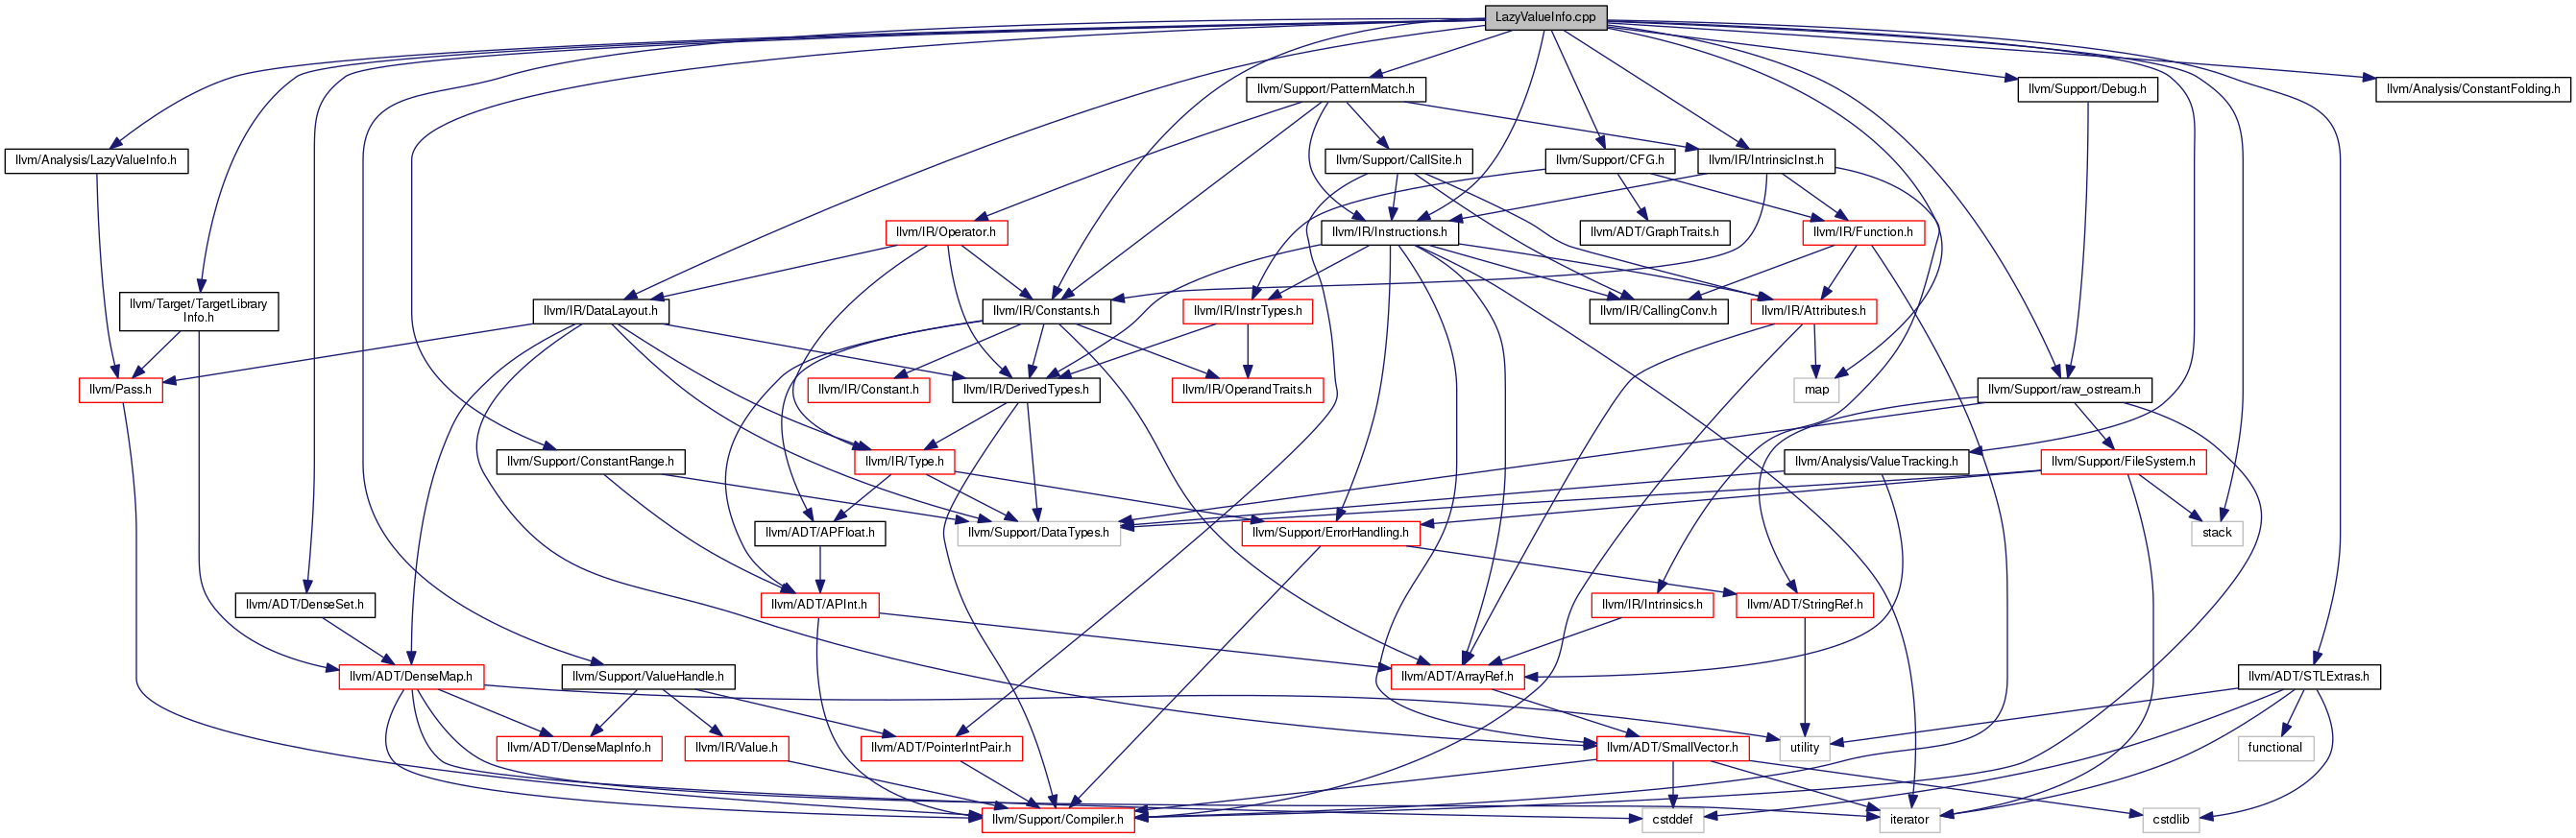 LazyValueInfo.cpp
llvm/Support/PatternMatch.h
llvm/Support/Debug.h
llvm/Analysis/ConstantFolding.h
llvm/Analysis/LazyValueInfo.h
llvm/Support/CallSite.h
llvm/Support/CFG.h
llvm/IR/IntrinsicInst.h
llvm/IR/Operator.h
llvm/IR/Instructions.h
llvm/ADT/GraphTraits.h
llvm/IR/Function.h
llvm/Target/TargetLibrary
Info.h
llvm/IR/DataLayout.h
llvm/IR/Constants.h
llvm/IR/InstrTypes.h
llvm/IR/CallingConv.h
llvm/IR/Attributes.h
llvm/Pass.h
llvm/IR/Constant.h
llvm/IR/DerivedTypes.h
llvm/IR/OperandTraits.h
map
llvm/Support/raw_ostream.h
llvm/Support/ConstantRange.h
llvm/IR/Type.h
llvm/Analysis/ValueTracking.h
llvm/Support/FileSystem.h
llvm/ADT/APFloat.h
llvm/Support/DataTypes.h
llvm/Support/ErrorHandling.h
stack
llvm/ADT/DenseSet.h
llvm/ADT/APInt.h
llvm/IR/Intrinsics.h
llvm/ADT/StringRef.h
llvm/ADT/DenseMap.h
llvm/Support/ValueHandle.h
llvm/ADT/ArrayRef.h
llvm/ADT/STLExtras.h
llvm/ADT/DenseMapInfo.h
llvm/IR/Value.h
llvm/ADT/PointerIntPair.h
llvm/ADT/SmallVector.h
utility
functional
llvm/Support/Compiler.h
cstddef
iterator
cstdlib